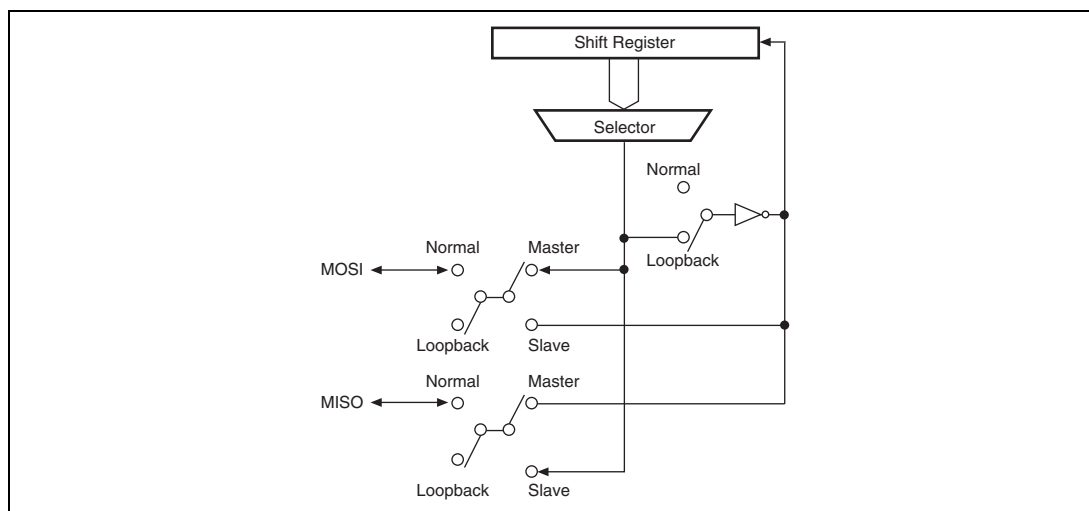 Shift Register
Selector
Normal
Loopback
Normal Master
MOSI
Loopback Slave
Normal Master
MISO
Loopback Slave